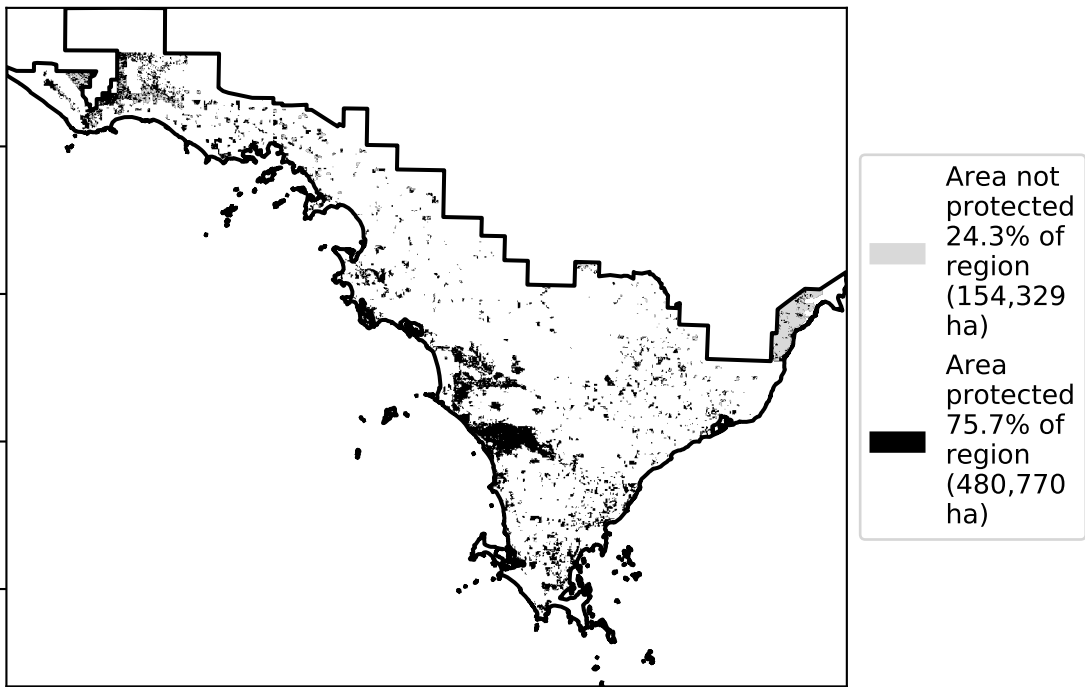 Area not
protected
24.3% of
region
(154,329
ha)
Area
protected
75.7% of
region
(480,770
ha)